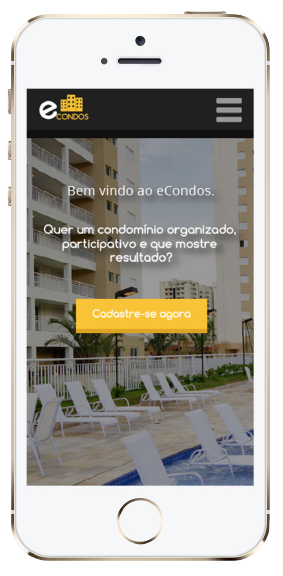 eCONDOS
Bem vindo ao eCondos.
Quer um condomínio organizado,
participativo e que mostre
resultado?
Cadastre-se agora